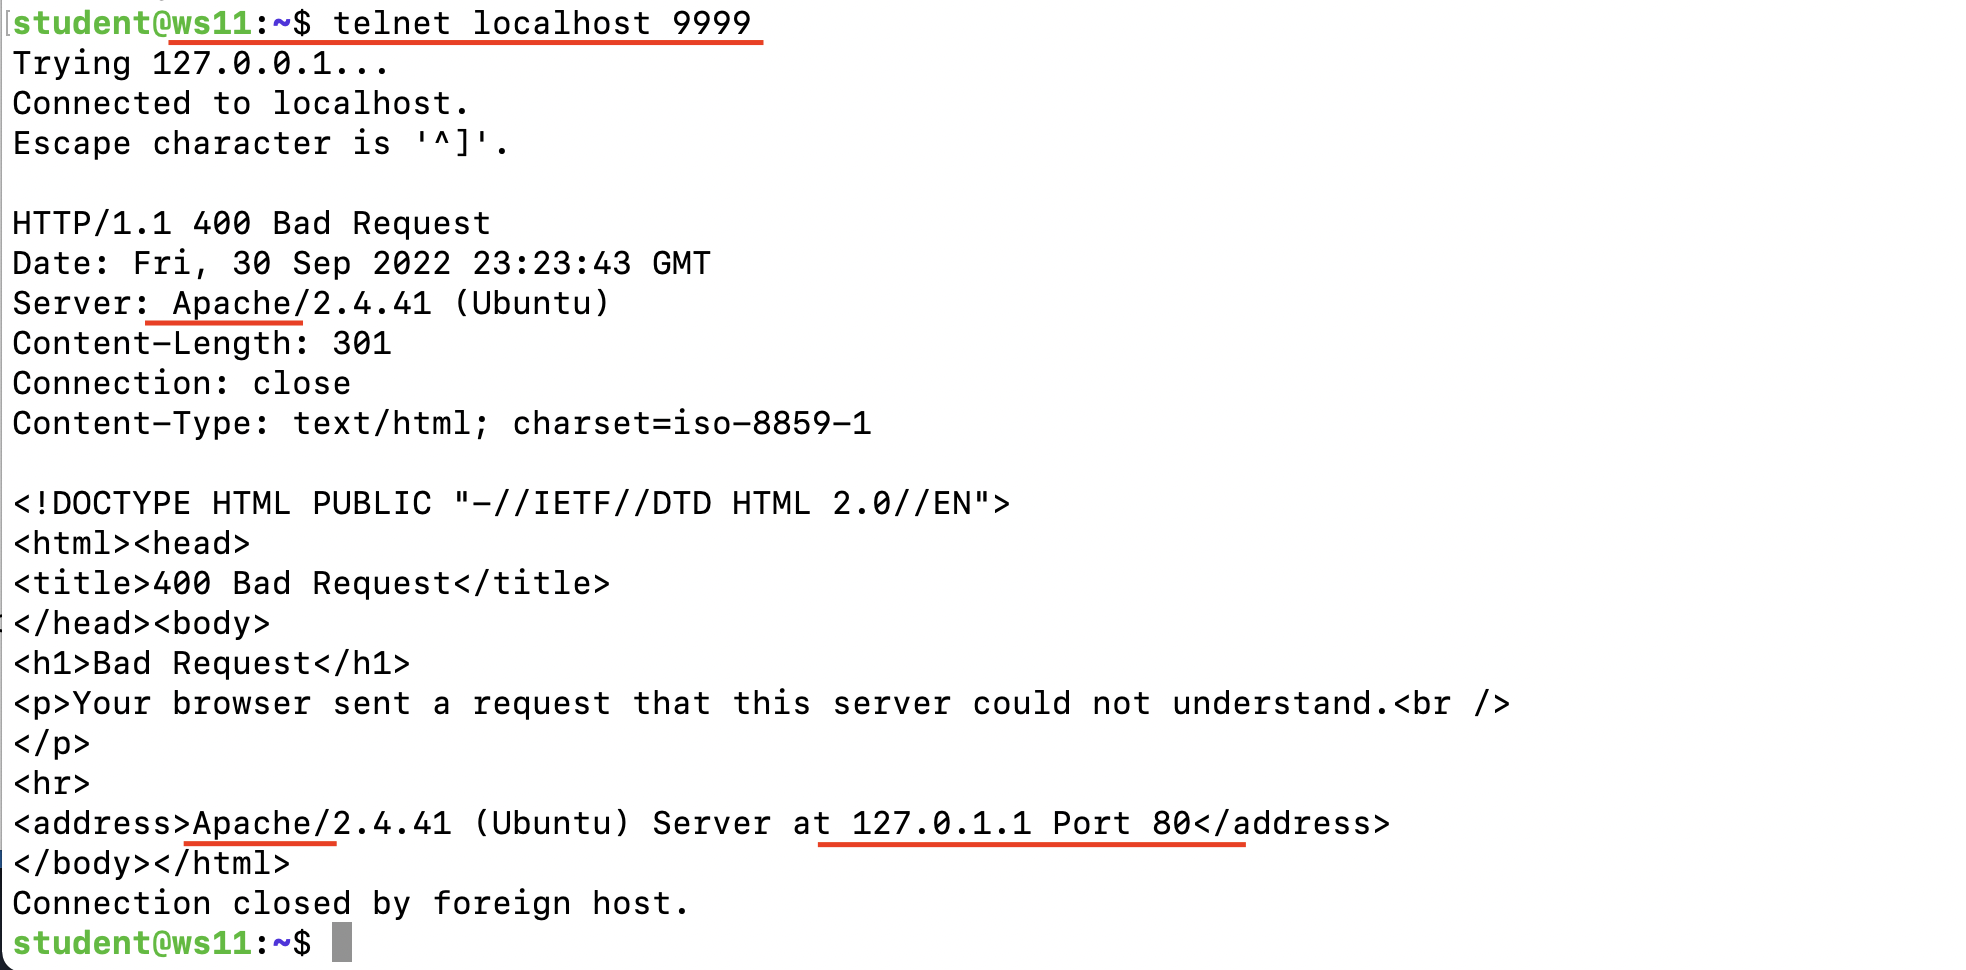 [student@ws11:~$ telnet localhost 9999
Trying 127.0.0.1...
Connected to localhost.
Escape character is '^]'.
HTTP/1.1 400 Bad Request
Date: Fri, 30 Sep 2022 23:23:43 GMT
Server: Apache/2.4.41 (Ubuntu)
Content-Length: 301
Connection: close
Content-Type: text/html; charset=iso-8859-1
<!DOCTYPE HTML PUBLIC "-//IETF//DTD HTML 2.0//EN">
<html><head>
<title>400 Bad Request</title>
</head><body>
<h1>Bad Request</h1>
<p>Your browser sent a request that this server could not understand.<br />
</p>
<hr>
<address>Apache/2.4.41 (Ubuntu) Server at 127.0.1.1 Port 80</address>
</body></html>
Connection closed by foreign host.
student@ws11:~$